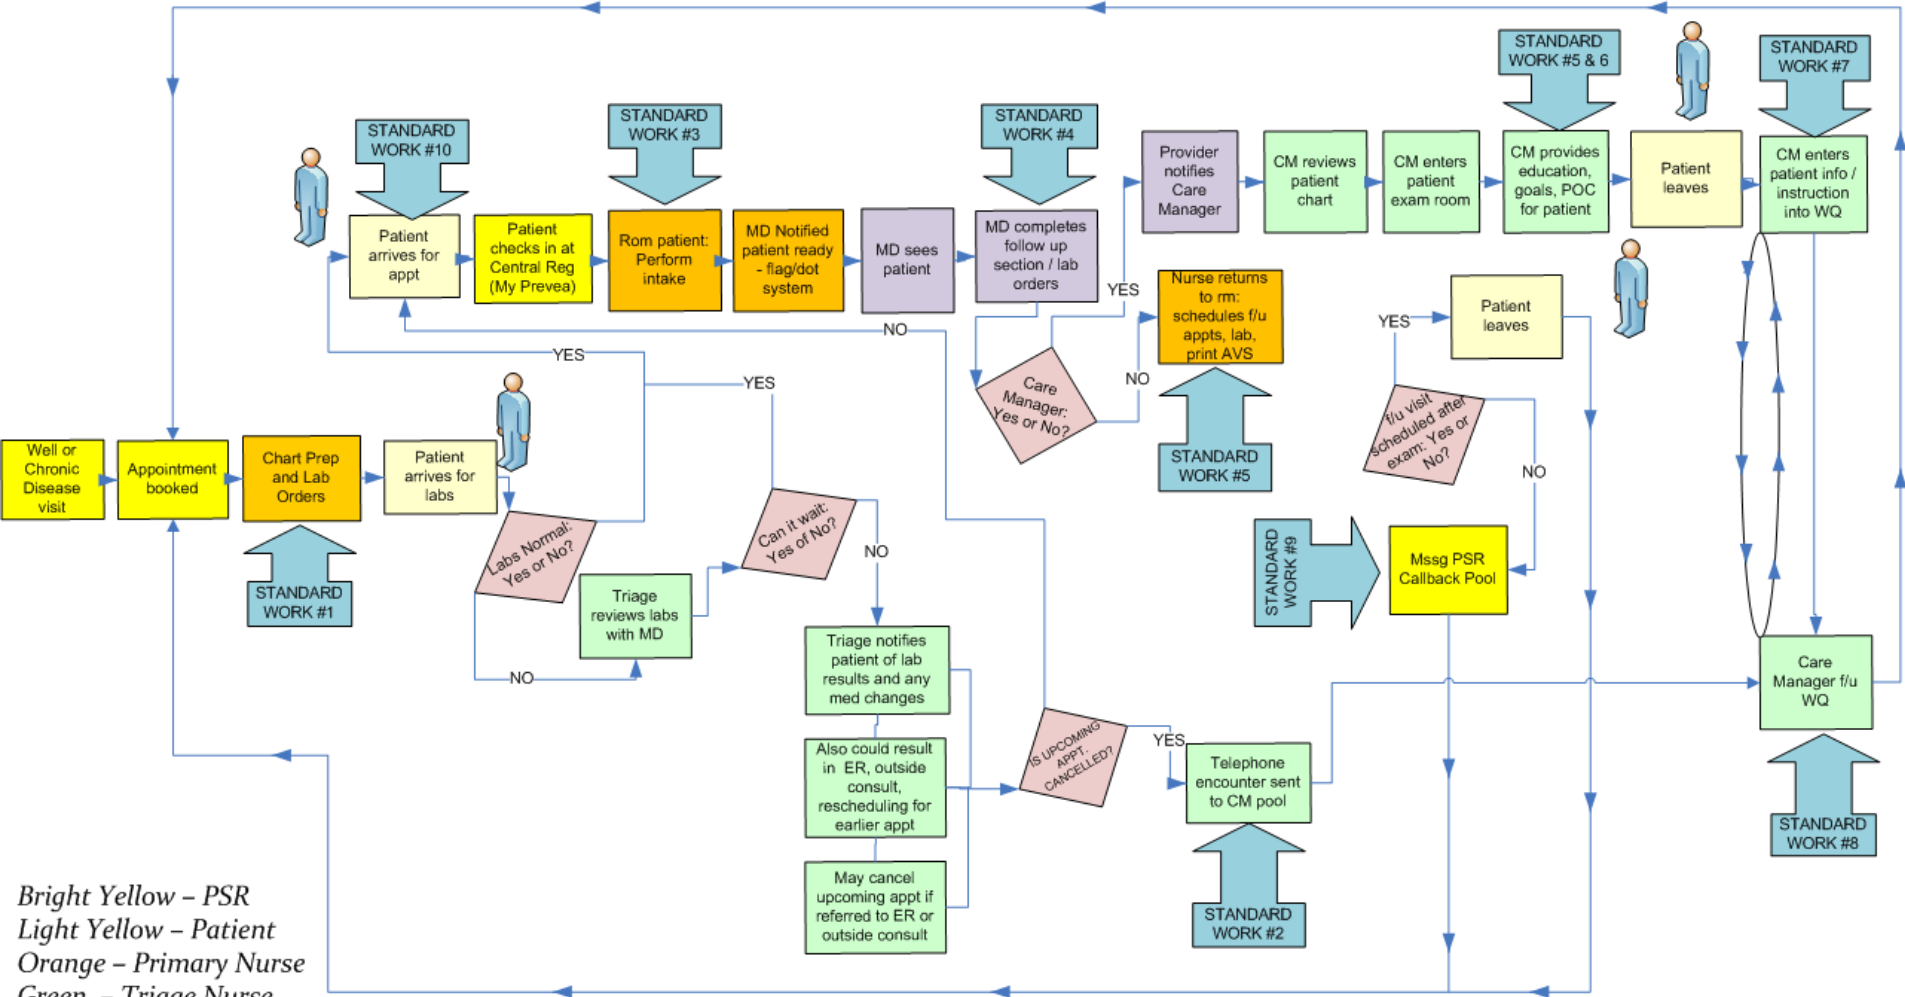 STANDARD
WORK #5 & 6
STANDARD
WORK #7
STANDARD
WORK #3
STANDARD
WORK #4
STANDARD
WORK #10
Provider
notifies
Care
Manager
CM reviews
patient
chart
CM enters
patient
exam room
CM provides
education,
goals, POC
for patient
Patient
leaves
CM enters
patient info /
instruction
into WQ
Patient
arrives for
appt
Patient
checks in at
Central Reg
(My Prevea)
Rom patient:
Perform
intake
MD Notified
patient ready
- flag/dot
system
MD sees
patient
MD completes
follow up
section / lab
orders
YES
Nurse returns
to rm:
schedules f/u
appts, lab,
print AVS
YES
Patient
leaves
NO
YES
YES
NO
Care
Manager:
Yes or No?
f/u visit
scheduled after
exam: Yes or
No?
STANDARD
WORK #5
NO
Well or
Chronic
Disease
visit
Appointment
booked
Chart Prep
and Lab
Orders
Patient
arrives for
labs
Labs Normal:
Yes or No?
Can it wait:
Yes of No?
NO
STANDARD
WORK #9
Mssg PSR
Callback Pool
STANDARD
WORK #1
Triage
reviews labs
with MD
NO
Triage notifies
patient of lab
results and any
med changes
Care
Manager f/u
WQ
Also could result
in ER, outside
consult,
rescheduling for
earlier appt
IS UPCOMING
APPT.
CANCELLED?
YES
Telephone
encounter sent
to CM pool
STANDARD
WORK #8
May cancel
upcoming appt if
referred to ER or
outside consult
STANDARD
WORK #2
Bright Yellow – PSR
Light Yellow – Patient
Orange – Primary Nurse
Green – Triage Nurse